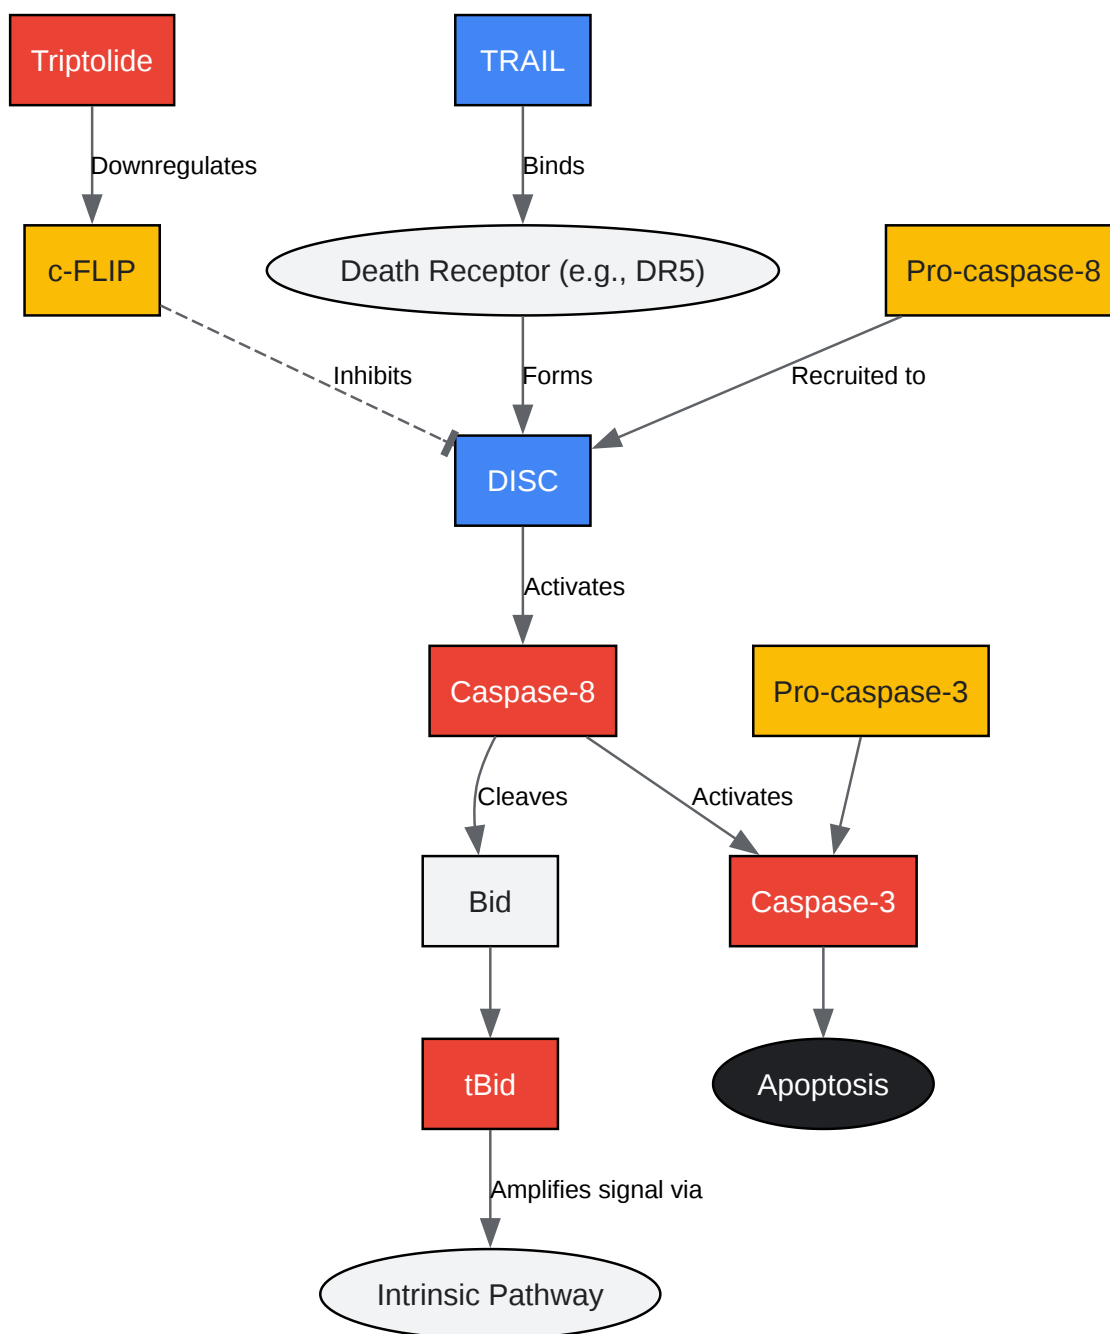 Triptolide
TRAIL
Downregulates
Binds
c-FLIP
Death Receptor (e.g., DR5)
Pro-caspase-8
Inhibits
Forms
Recruited to
DISC
Activates
Caspase-8
Pro-caspase-3
Cleaves
Activates
Bid
Caspase-3
tBid
Apoptosis
Amplifies signal via
Intrinsic Pathway